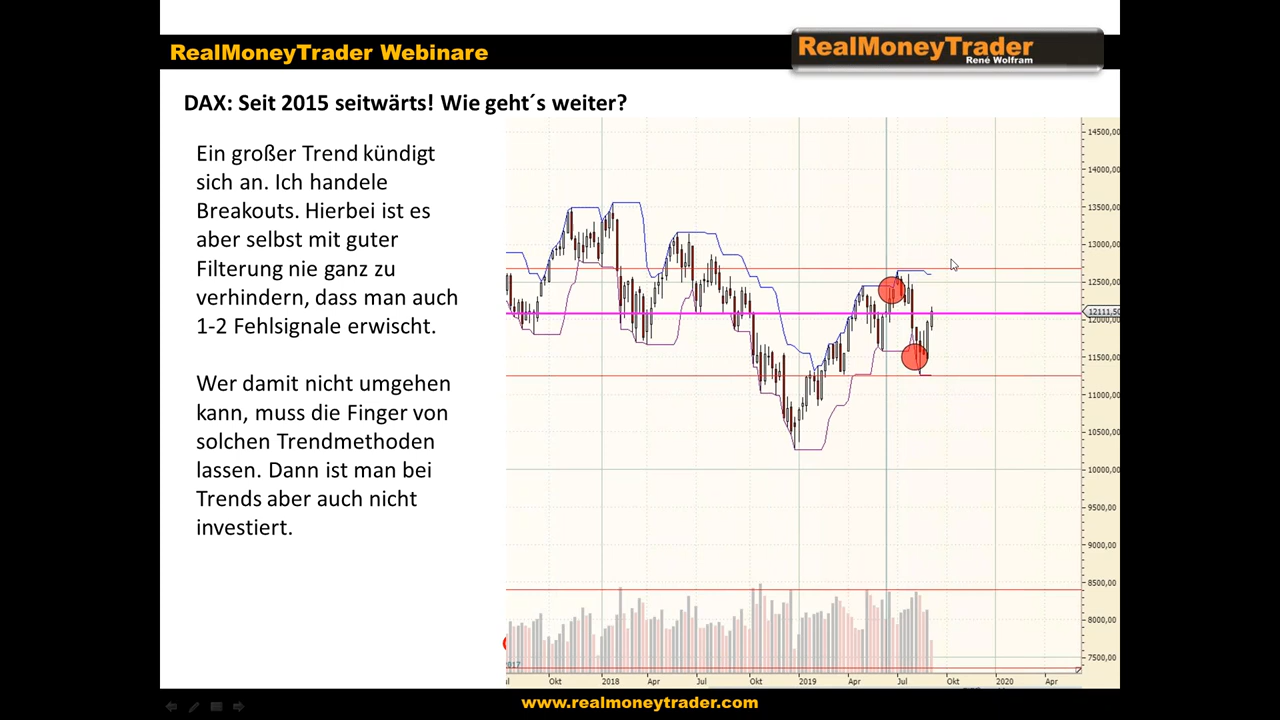 RealMoneyTrader Webinare
RealMoneyTrader
René Wolfram
DAX: Seit 2015 seitwärts! Wie geht´s weiter?
Ein großer Trend kündigt
sich an. Ich handele
Breakouts. Hierbei ist es
aber selbst mit guter
Filterung nie ganz zu
verhindern, dass man auch
1-2 Fehlsignale erwischt.
Wer damit nicht umgehen
kann, muss die Finger von
solchen Trendmethoden
lassen. Dann ist man bei
Trends aber auch nicht
investiert.
14500,00
14000,00
13500,00
13000,00
12500,00
12111,50
12000,00
11500,00
11000,00
10500,00
10000,00
9500,00
9000,00
8500,00
8000,00
7500,00
2017
Okt 2018 Apr Jul Okt 2019 Apr Jul Okt 2020 Apr
www.realmoneytrader.com